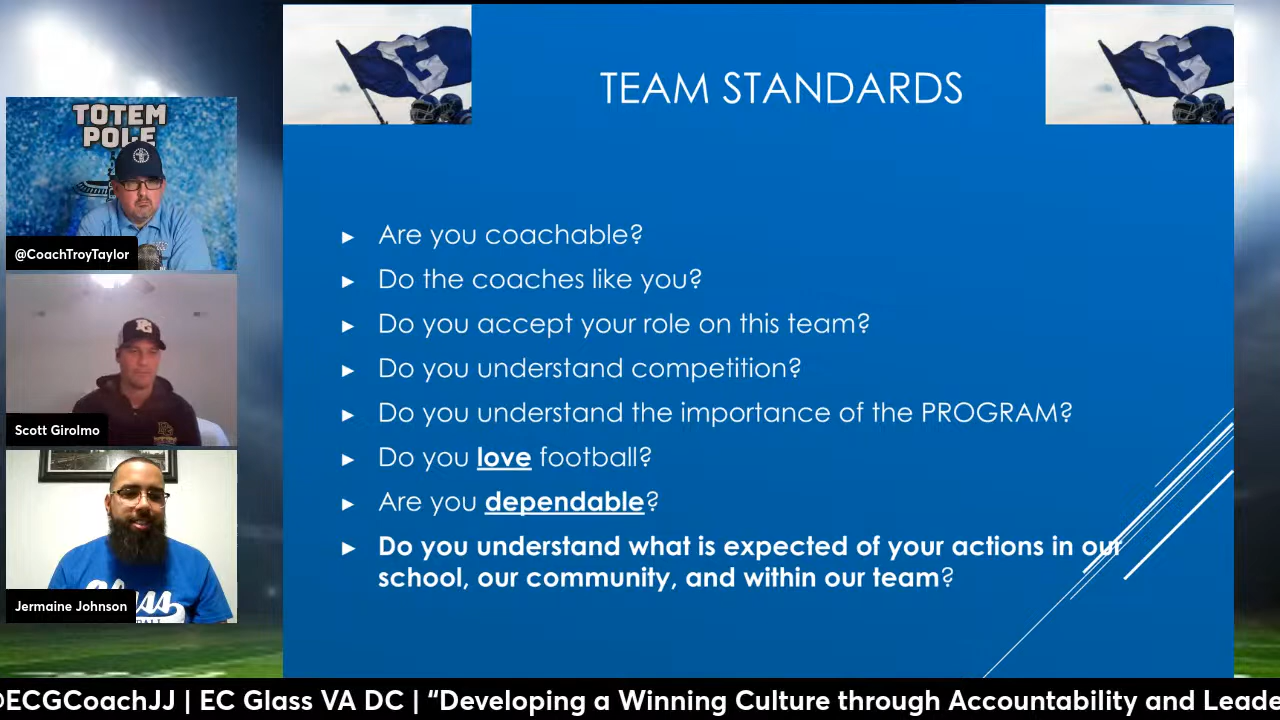 TEAM STANDARDS
TOTEM
POLE
@CoachTroyTaylor
Scott Girolmo
Jermaine Johnson
G
G
► Are you coachable?
► Do the coaches like you?
► Do you accept your role on this team?
► Do you understand competition?
► Do you understand the importance of the PROGRAM?
► Do you love football?
► Are you dependable?
► Do you understand what is expected of your actions in our
school, our community, and within our team?
@ECGCoachJJ | EC Glass VA DC | “Developing a Winning Culture through Accountability and Leade